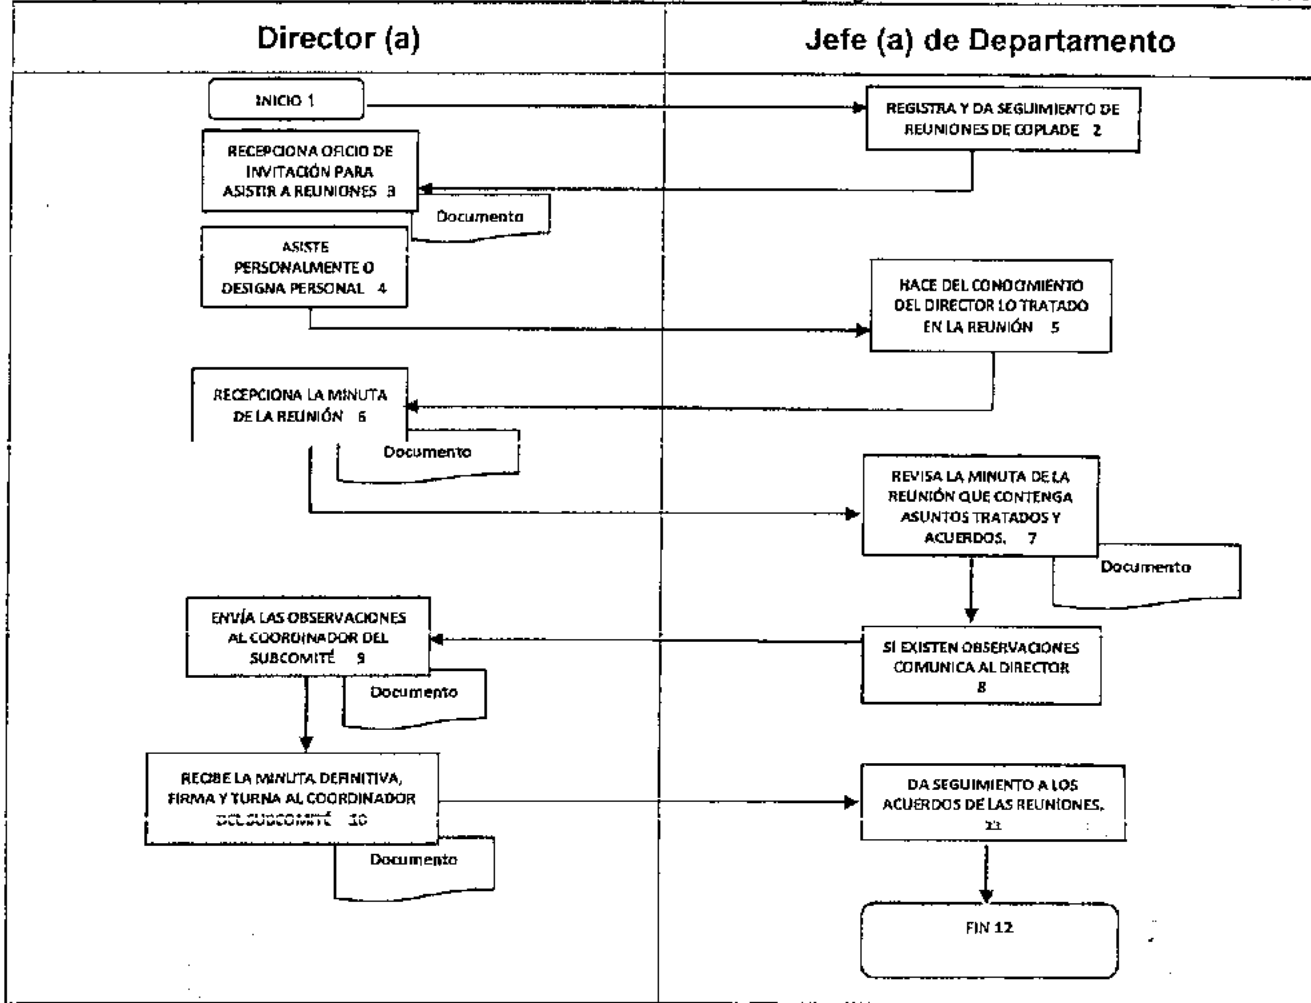 Director (a)
Jefe (a) de Departamento
INICIO 1
REGISTRA Y DA SEGUIMIENTO DE
REUNIONES DE COPLADE 2
RECEPCIONA OFICIO DE
INVITACIÓN PARA
ASISTIR A REUNIONES 3
Documento
ASISTE
PERSONALMENTE O
DESIGNA PERSONAL 4
HACE DEL CONOCIMIENTO
DEL DIRECTOR LO TRATADO
EN LA REUNIÓN 5
RECEPCIONA LA MINUTA
DE LA REUNIÓN 6
Documento
REVISA LA MINUTA DE LA
REUNIÓN QUE CONTENGA
ASUNTOS TRATADOS Y
ACUERDOS. 7
Documento
SI EXISTEN OBSERVACIONES
COMUNICA AL DIRECTOR
8
ENVÍA LAS OBSERVACIONES
AL COORDINADOR DEL
SUBCOMITÉ 9
Documento
RECIBE LA MINUTA DEFINITIVA,
FIRMA Y TURNA AL COORDINADOR
DEL SUBCOMITÉ 10
Documento
DA SEGUIMIENTO A LOS
ACUERDOS DE LAS REUNIONES.
11
FIN 12